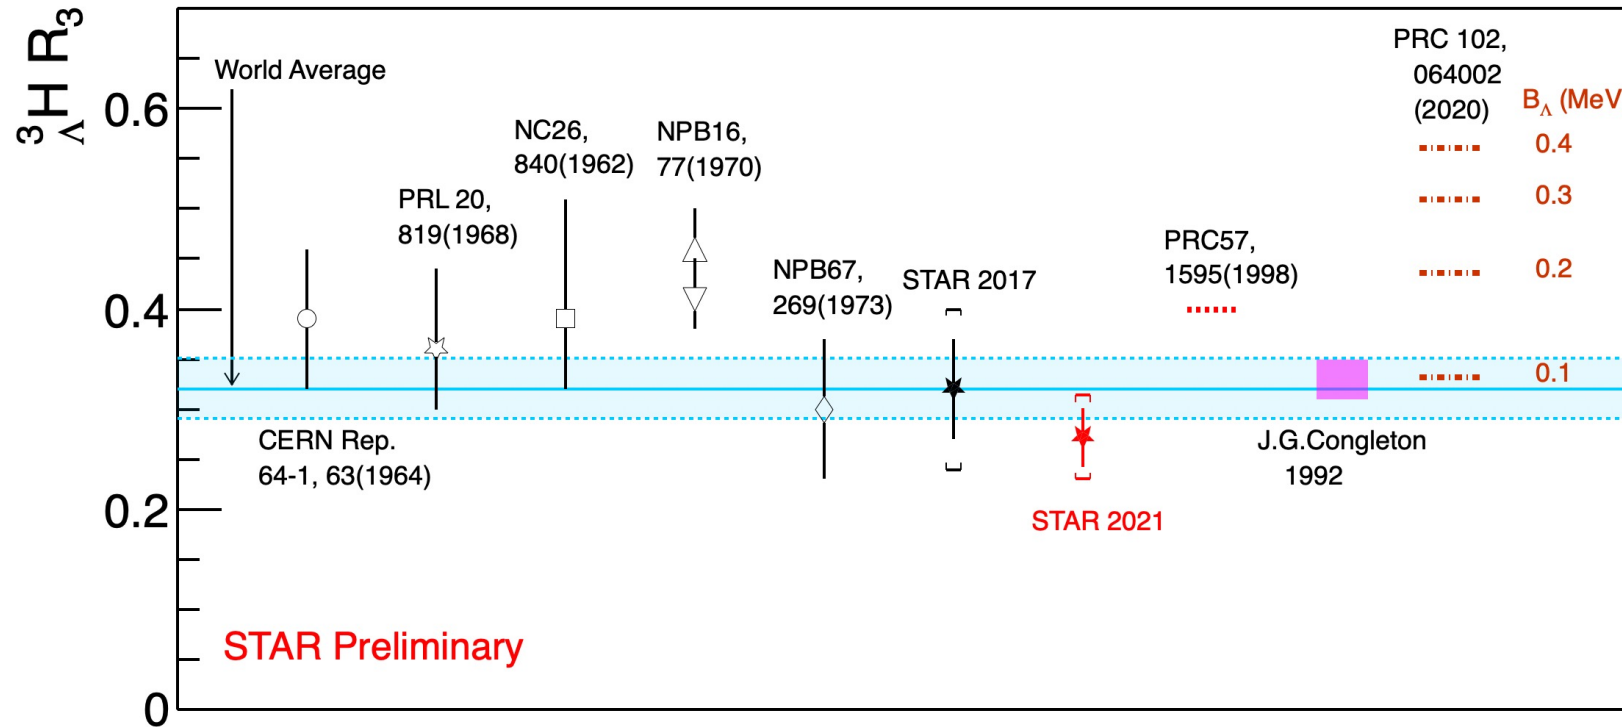 ³ΛH R₃
0.6
0.4
0.2
0
World Average
CERN Rep.
64-1, 63(1964)
PRL 20,
819(1968)
NC26,
840(1962)
NPB16,
77(1970)
NPB67,
269(1973)
STAR 2017
STAR 2021
PRC57,
1595(1998)
J.G.Congleton
1992
PRC 102,
064002
(2020)
BΛ (MeV
0.4
0.3
0.2
0.1
STAR Preliminary